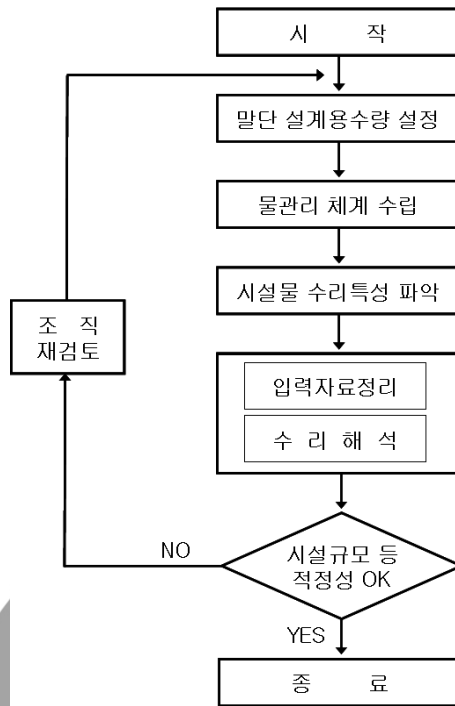 시 작
말단 설계용수량 설정
물관리 체계 수립
시설물 수리특성 파악
조 직
재검토
입력자료정리
수 리 해 석
시설규모 등
적정성 OK
NO
YES
종 료